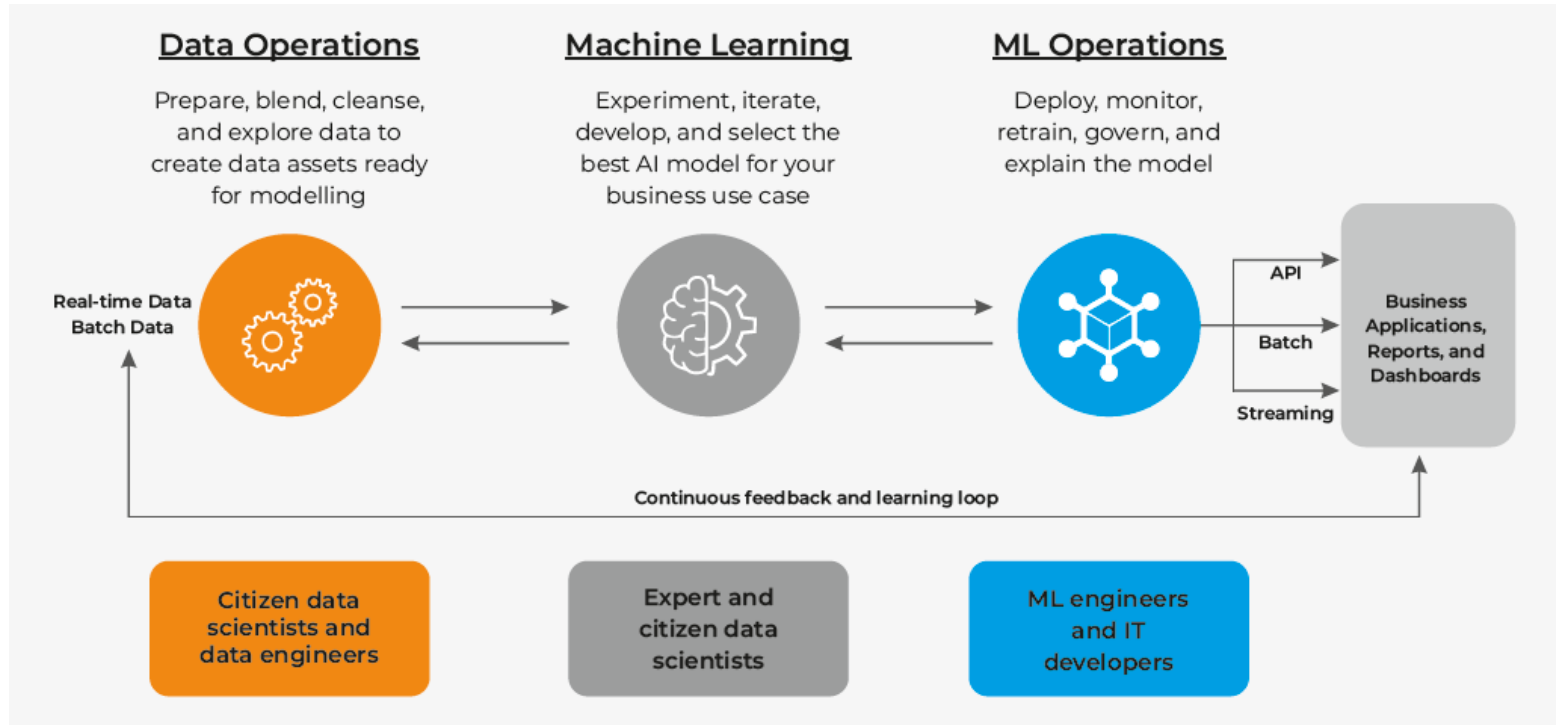 Data Operations
Prepare, blend, cleanse,
and explore data to
create data assets ready
for modelling
Machine Learning
Experiment, iterate,
develop, and select the
best AI model for your
business use case
ML Operations
Deploy, monitor,
retrain, govern, and
explain the model
Real-time Data
Batch Data
API
Batch
Streaming
Business
Applications,
Reports, and
Dashboards
Continuous feedback and learning loop
Citizen data
scientists and
data engineers
Expert and
citizen data
scientists
ML engineers
and IT
developers